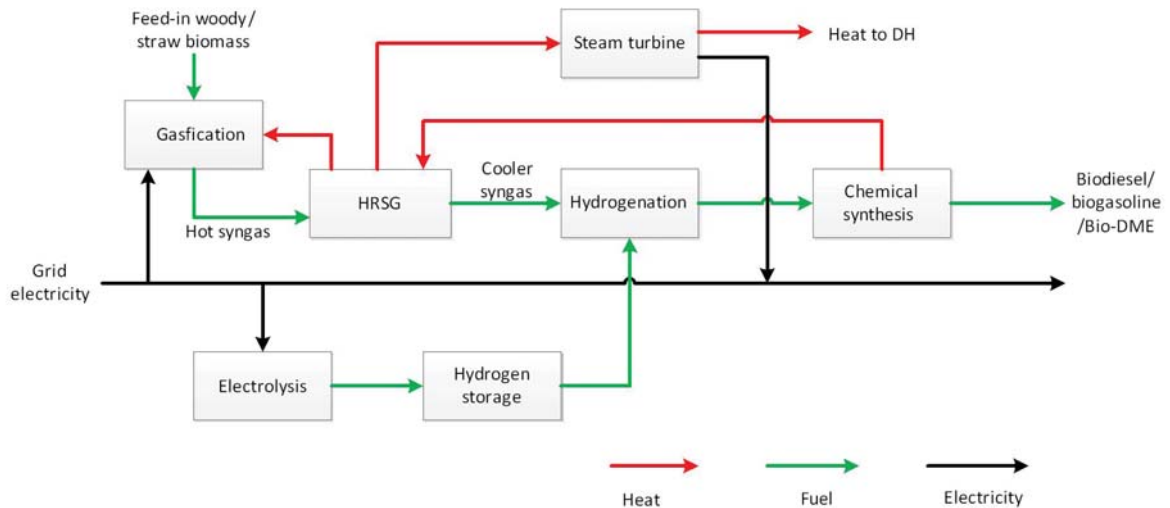 Feed-in woody/
straw biomass
Steam turbine
Heat to DH
Gasfication
Cooler
syngas
HRSG
Hydrogenation
Chemical
synthesis
Biodiesel/
biogasoline
/Bio-DME
Hot syngas
Grid
electricity
Electrolysis
Hydrogen
storage
Heat
Fuel
Electricity